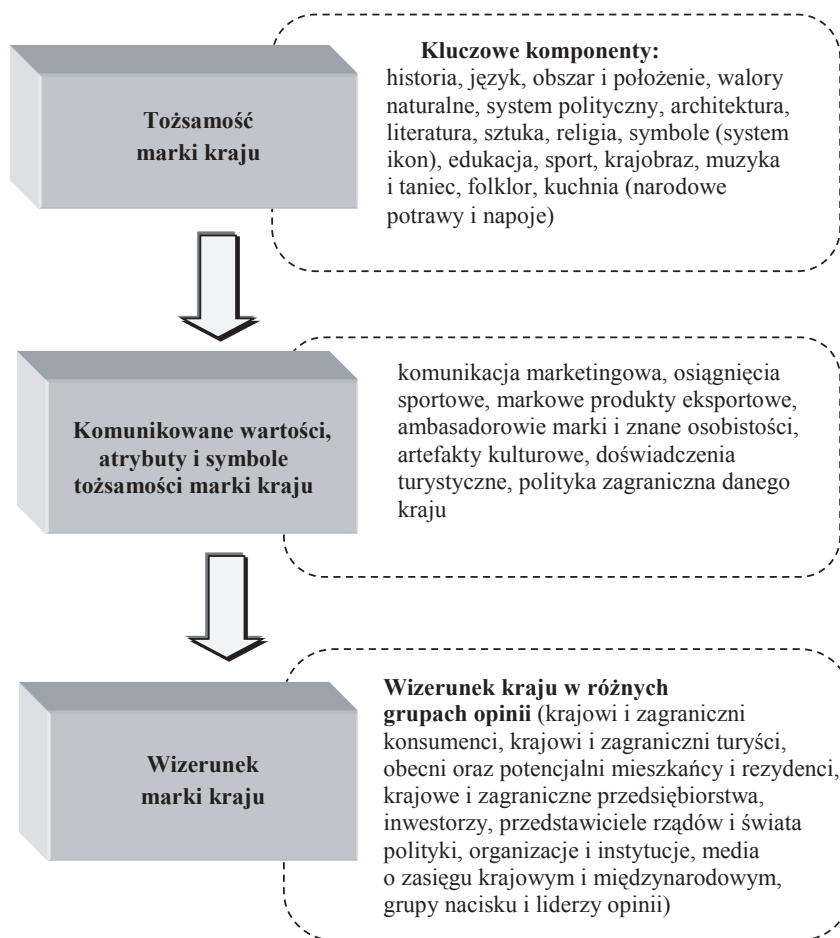 Tożsamość
marki kraju
Kluczowe komponenty:
historia, język, obszar i położenie, walory
naturalne, system polityczny, architektura,
literatura, sztuka, religia, symbole (system
ikon), edukacja, sport, krajobraz, muzyka
i taniec, folklor, kuchnia (narodowe
potrawy i napoje)
Komunikowane wartości,
atrybuty i symbole
tożsamości marki kraju
komunikacja marketingowa, osiągnięcia
sportowe, markowe produkty eksportowe,
ambasadorowie marki i znane osobistości,
artefakty kulturowe, doświadczenia
turystyczne, polityka zagraniczna danego
kraju
Wizerunek
marki kraju
Wizerunek kraju w różnych
grupach opinii (krajowi i zagraniczni
konsumenci, krajowi i zagraniczni turyści,
obecni oraz potencjalni mieszkańcy i rezydenci,
krajowe i zagraniczne przedsiębiorstwa,
inwestorzy, przedstawiciele rządów i świata
polityki, organizacje i instytucje, media
o zasięgu krajowym i międzynarodowym,
grupy nacisku i liderzy opinii)